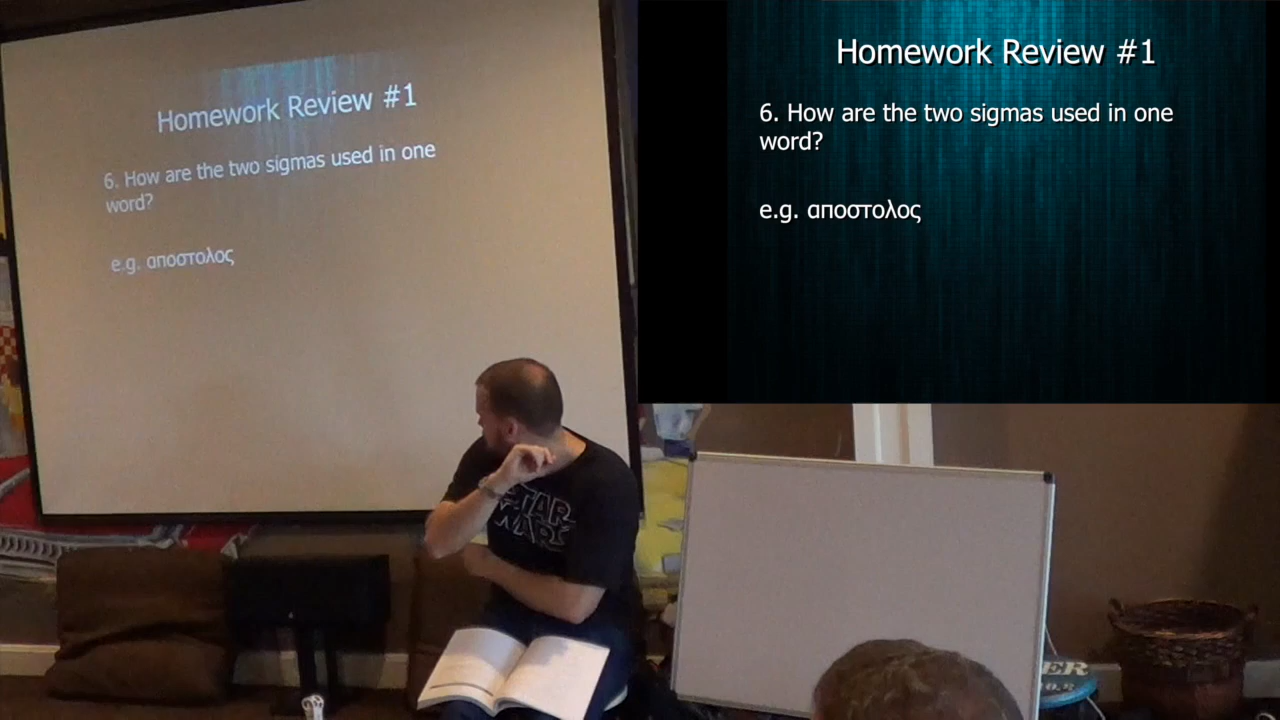 Homework Review #1
6. How are the two sigmas used in one
word?
e.g. αποστολος
Homework Review #1
6. How are the two sigmas used in one
word?
e.g. αποστολος
STAR
WARS